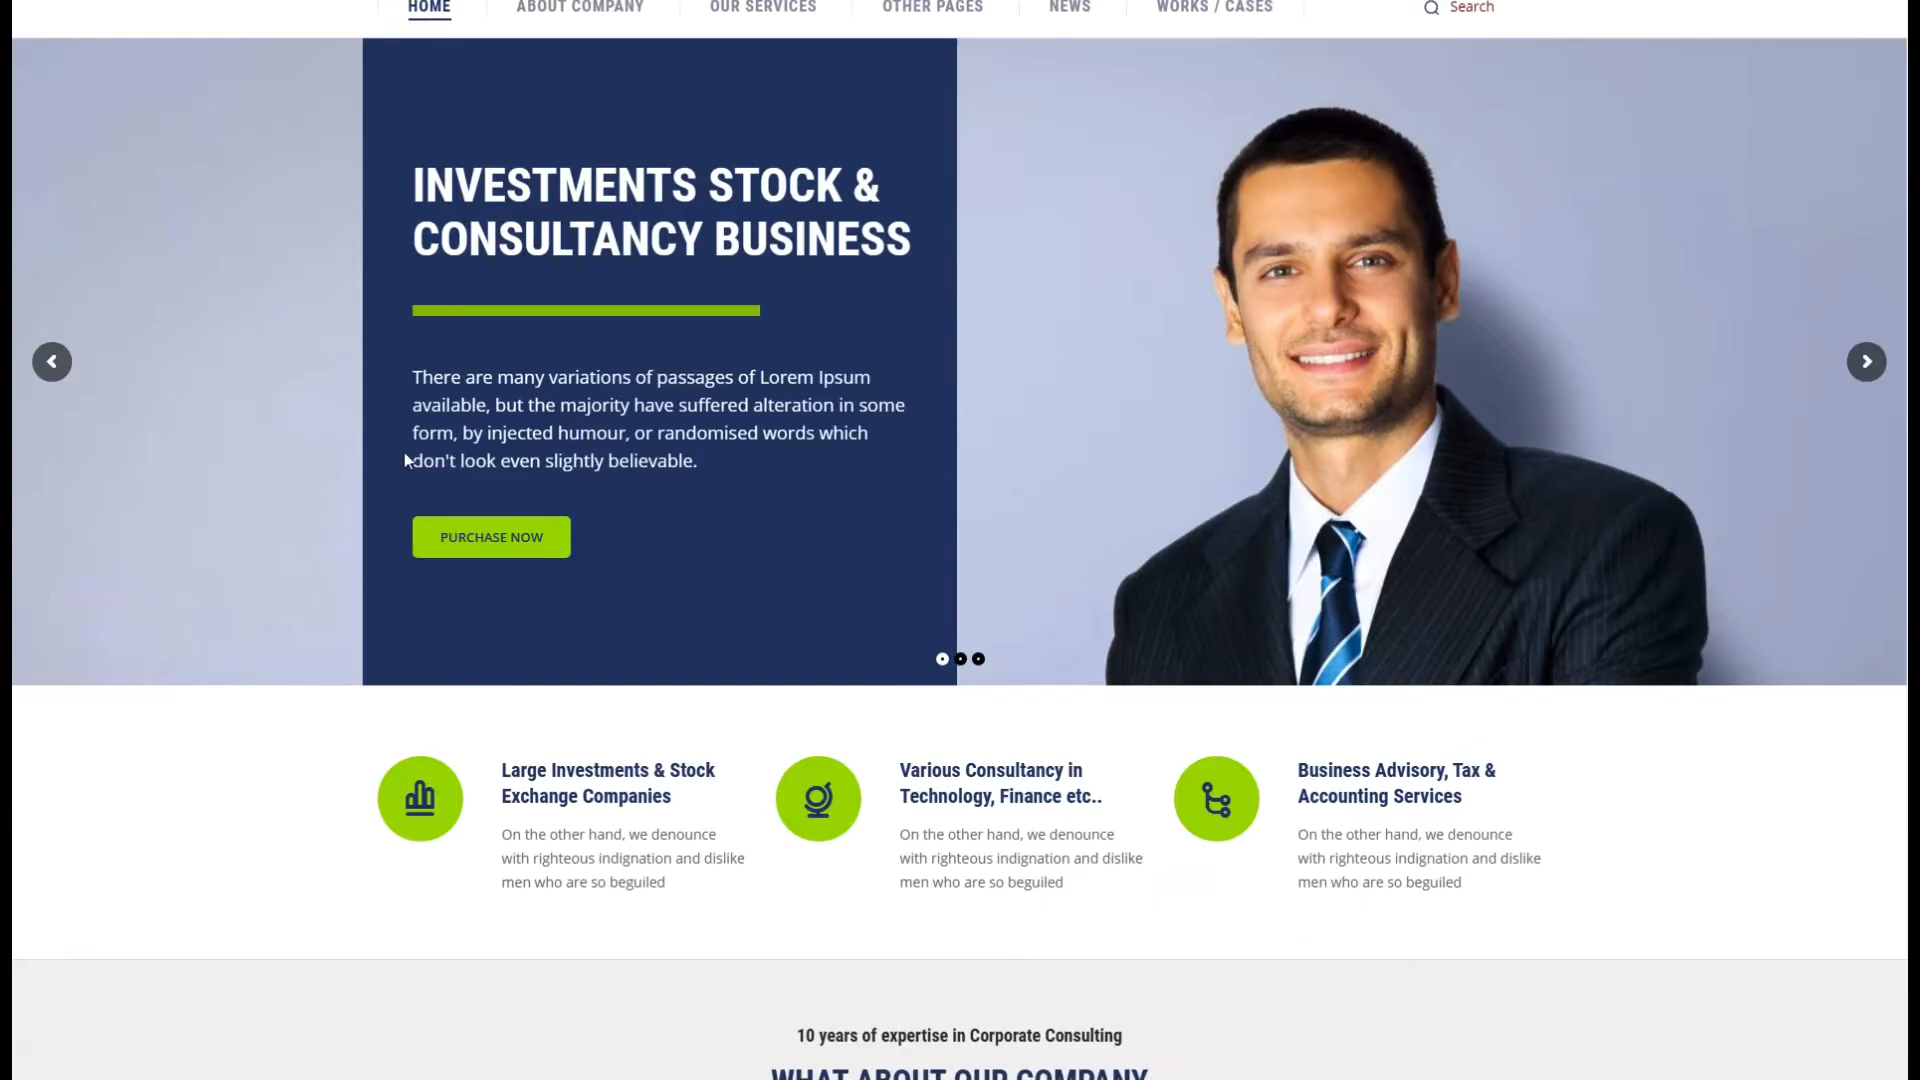 HOME ABOUT COMPANY OUR SERVICES OTHER PAGES NEWS WORKS / CASES Search
INVESTMENTS STOCK &
CONSULTANCY BUSINESS
There are many variations of passages of Lorem Ipsum
available, but the majority have suffered alteration in some
form, by injected humour, or randomised words which
don't look even slightly believable.
PURCHASE NOW
Large Investments & Stock
Exchange Companies
On the other hand, we denounce
with righteous indignation and dislike
men who are so beguiled
Various Consultancy in
Technology, Finance etc..
On the other hand, we denounce
with righteous indignation and dislike
men who are so beguiled
Business Advisory, Tax &
Accounting Services
On the other hand, we denounce
with righteous indignation and dislike
men who are so beguiled
10 years of expertise in Corporate Consulting
WHAT ABOUT OUR COMPANY